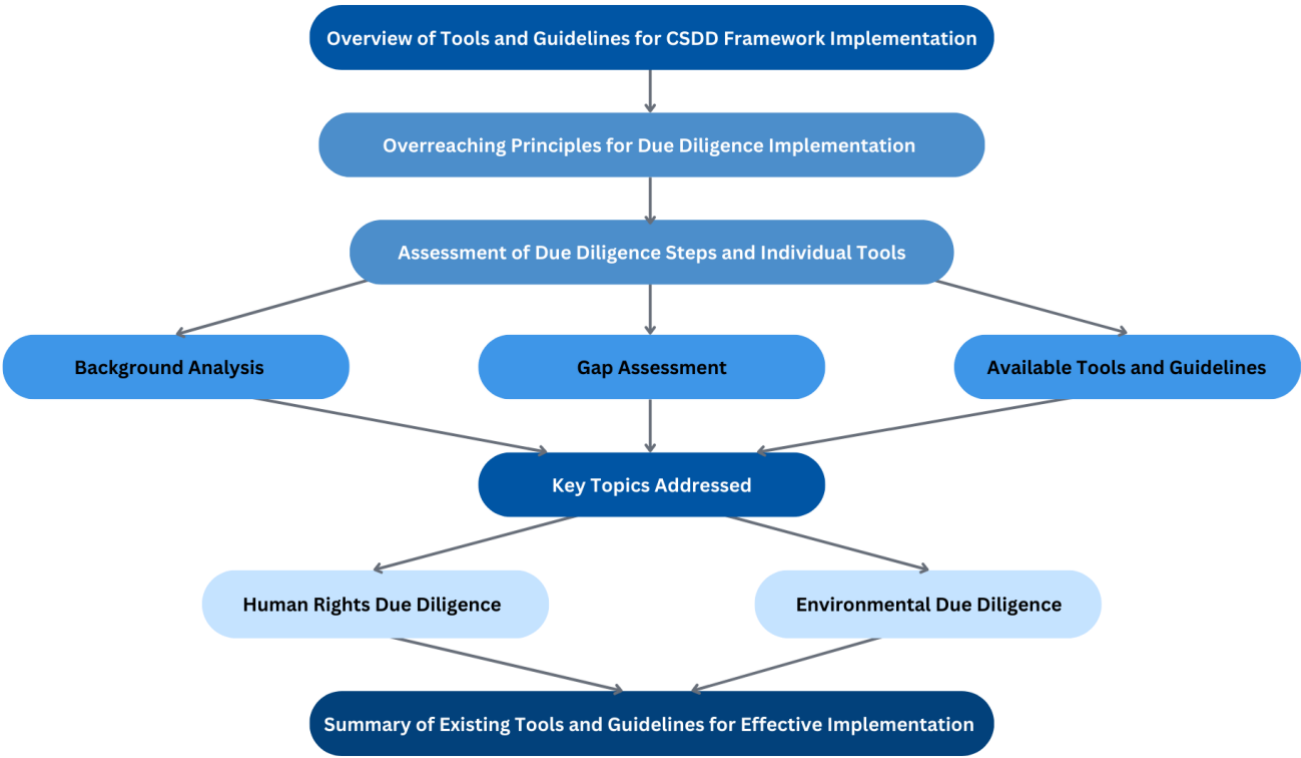 Overview of Tools and Guidelines for CSDD Framework Implementation
Overreaching Principles for Due Diligence Implementation
Assessment of Due Diligence Steps and Individual Tools
Background Analysis
Gap Assessment
Available Tools and Guidelines
Key Topics Addressed
Human Rights Due Diligence
Environmental Due Diligence
Summary of Existing Tools and Guidelines for Effective Implementation